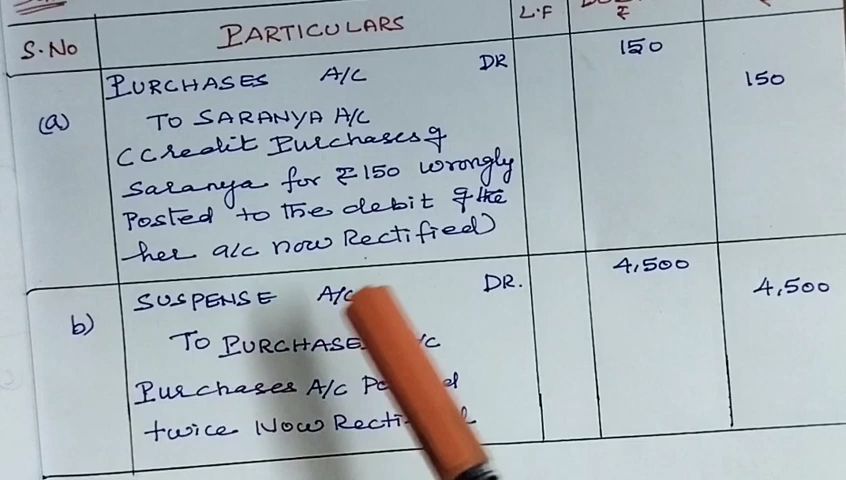 S.No PARTICULARS L.F ₹
(a) PURCHASES A/C DR 150
150
TO SARANYA A/C
(Credit Purchases of
Saranya for ₹150 wrongly
Posted to the debit of the
her a/c now Rectified)
b) SUSPENSE A/C DR. 4,500
4,500
TO PURCHASE
Purchases A/C
twice Now